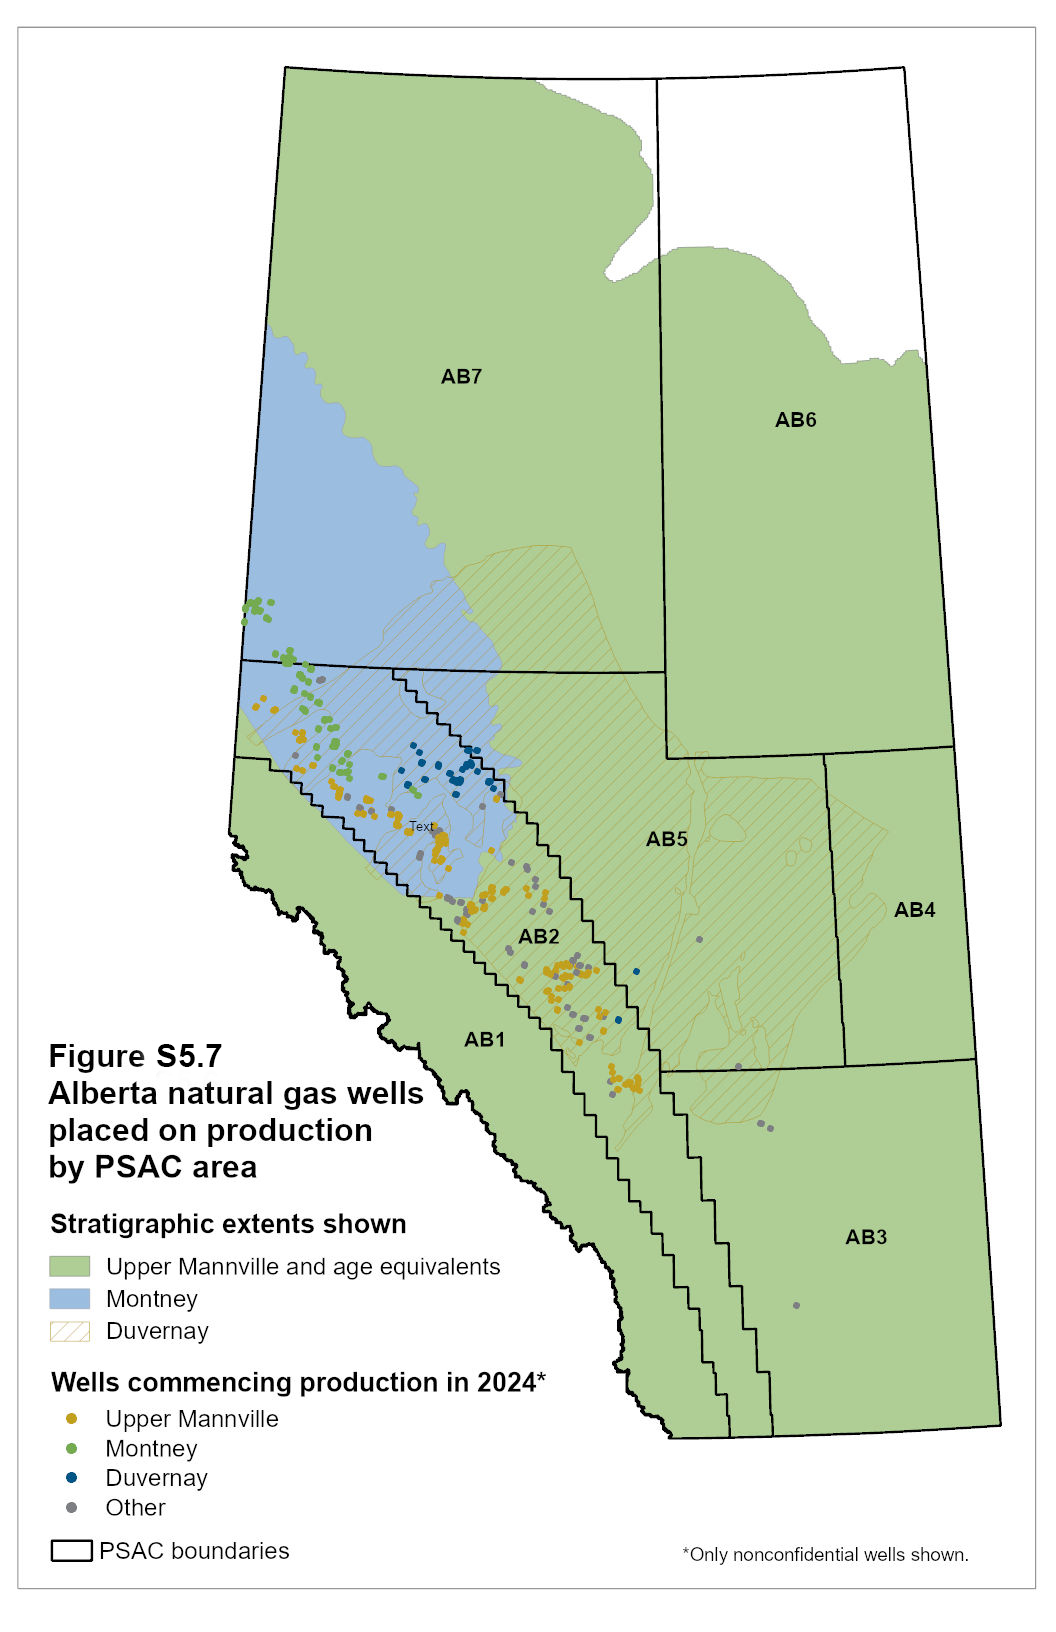 AB7
AB6
Text
AB5
AB4
AB2
AB1
AB3
Figure S5.7
Alberta natural gas wells
placed on production
by PSAC area
Stratigraphic extents shown
Upper Mannville and age equivalents
Montney
Duvernay
Wells commencing production in 2024*
Upper Mannville
Montney
Duvernay
Other
PSAC boundaries
*Only nonconfidential wells shown.